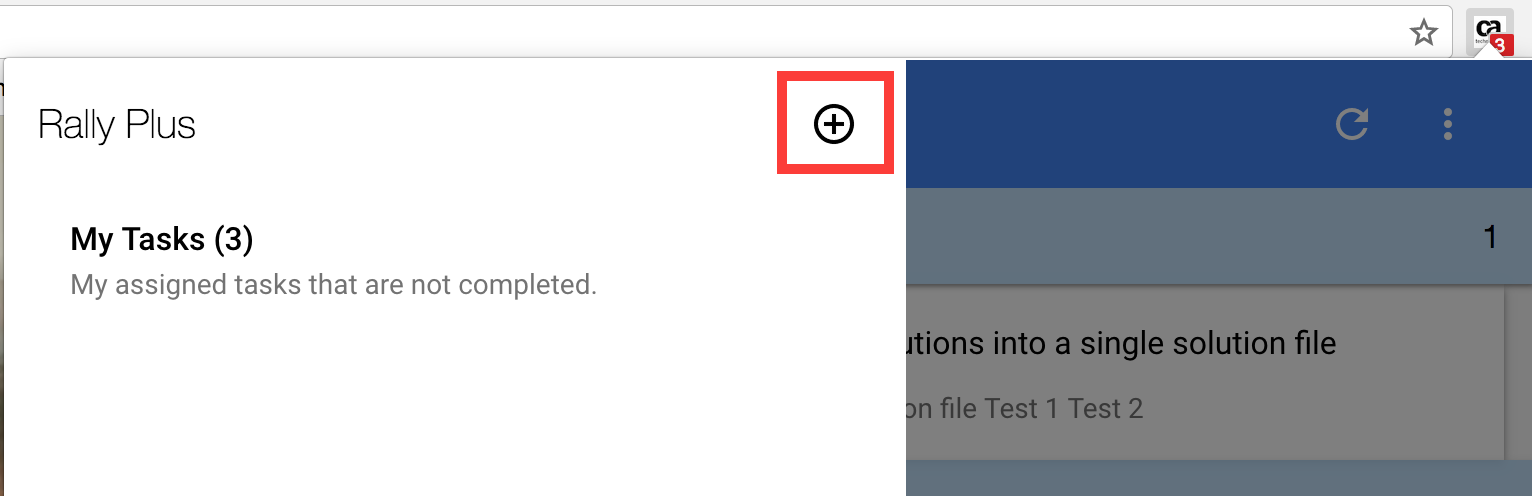 ca
3
Rally Plus
My Tasks (3)
My assigned tasks that are not completed.
1
utions into a single solution file
on file Test 1 Test 2